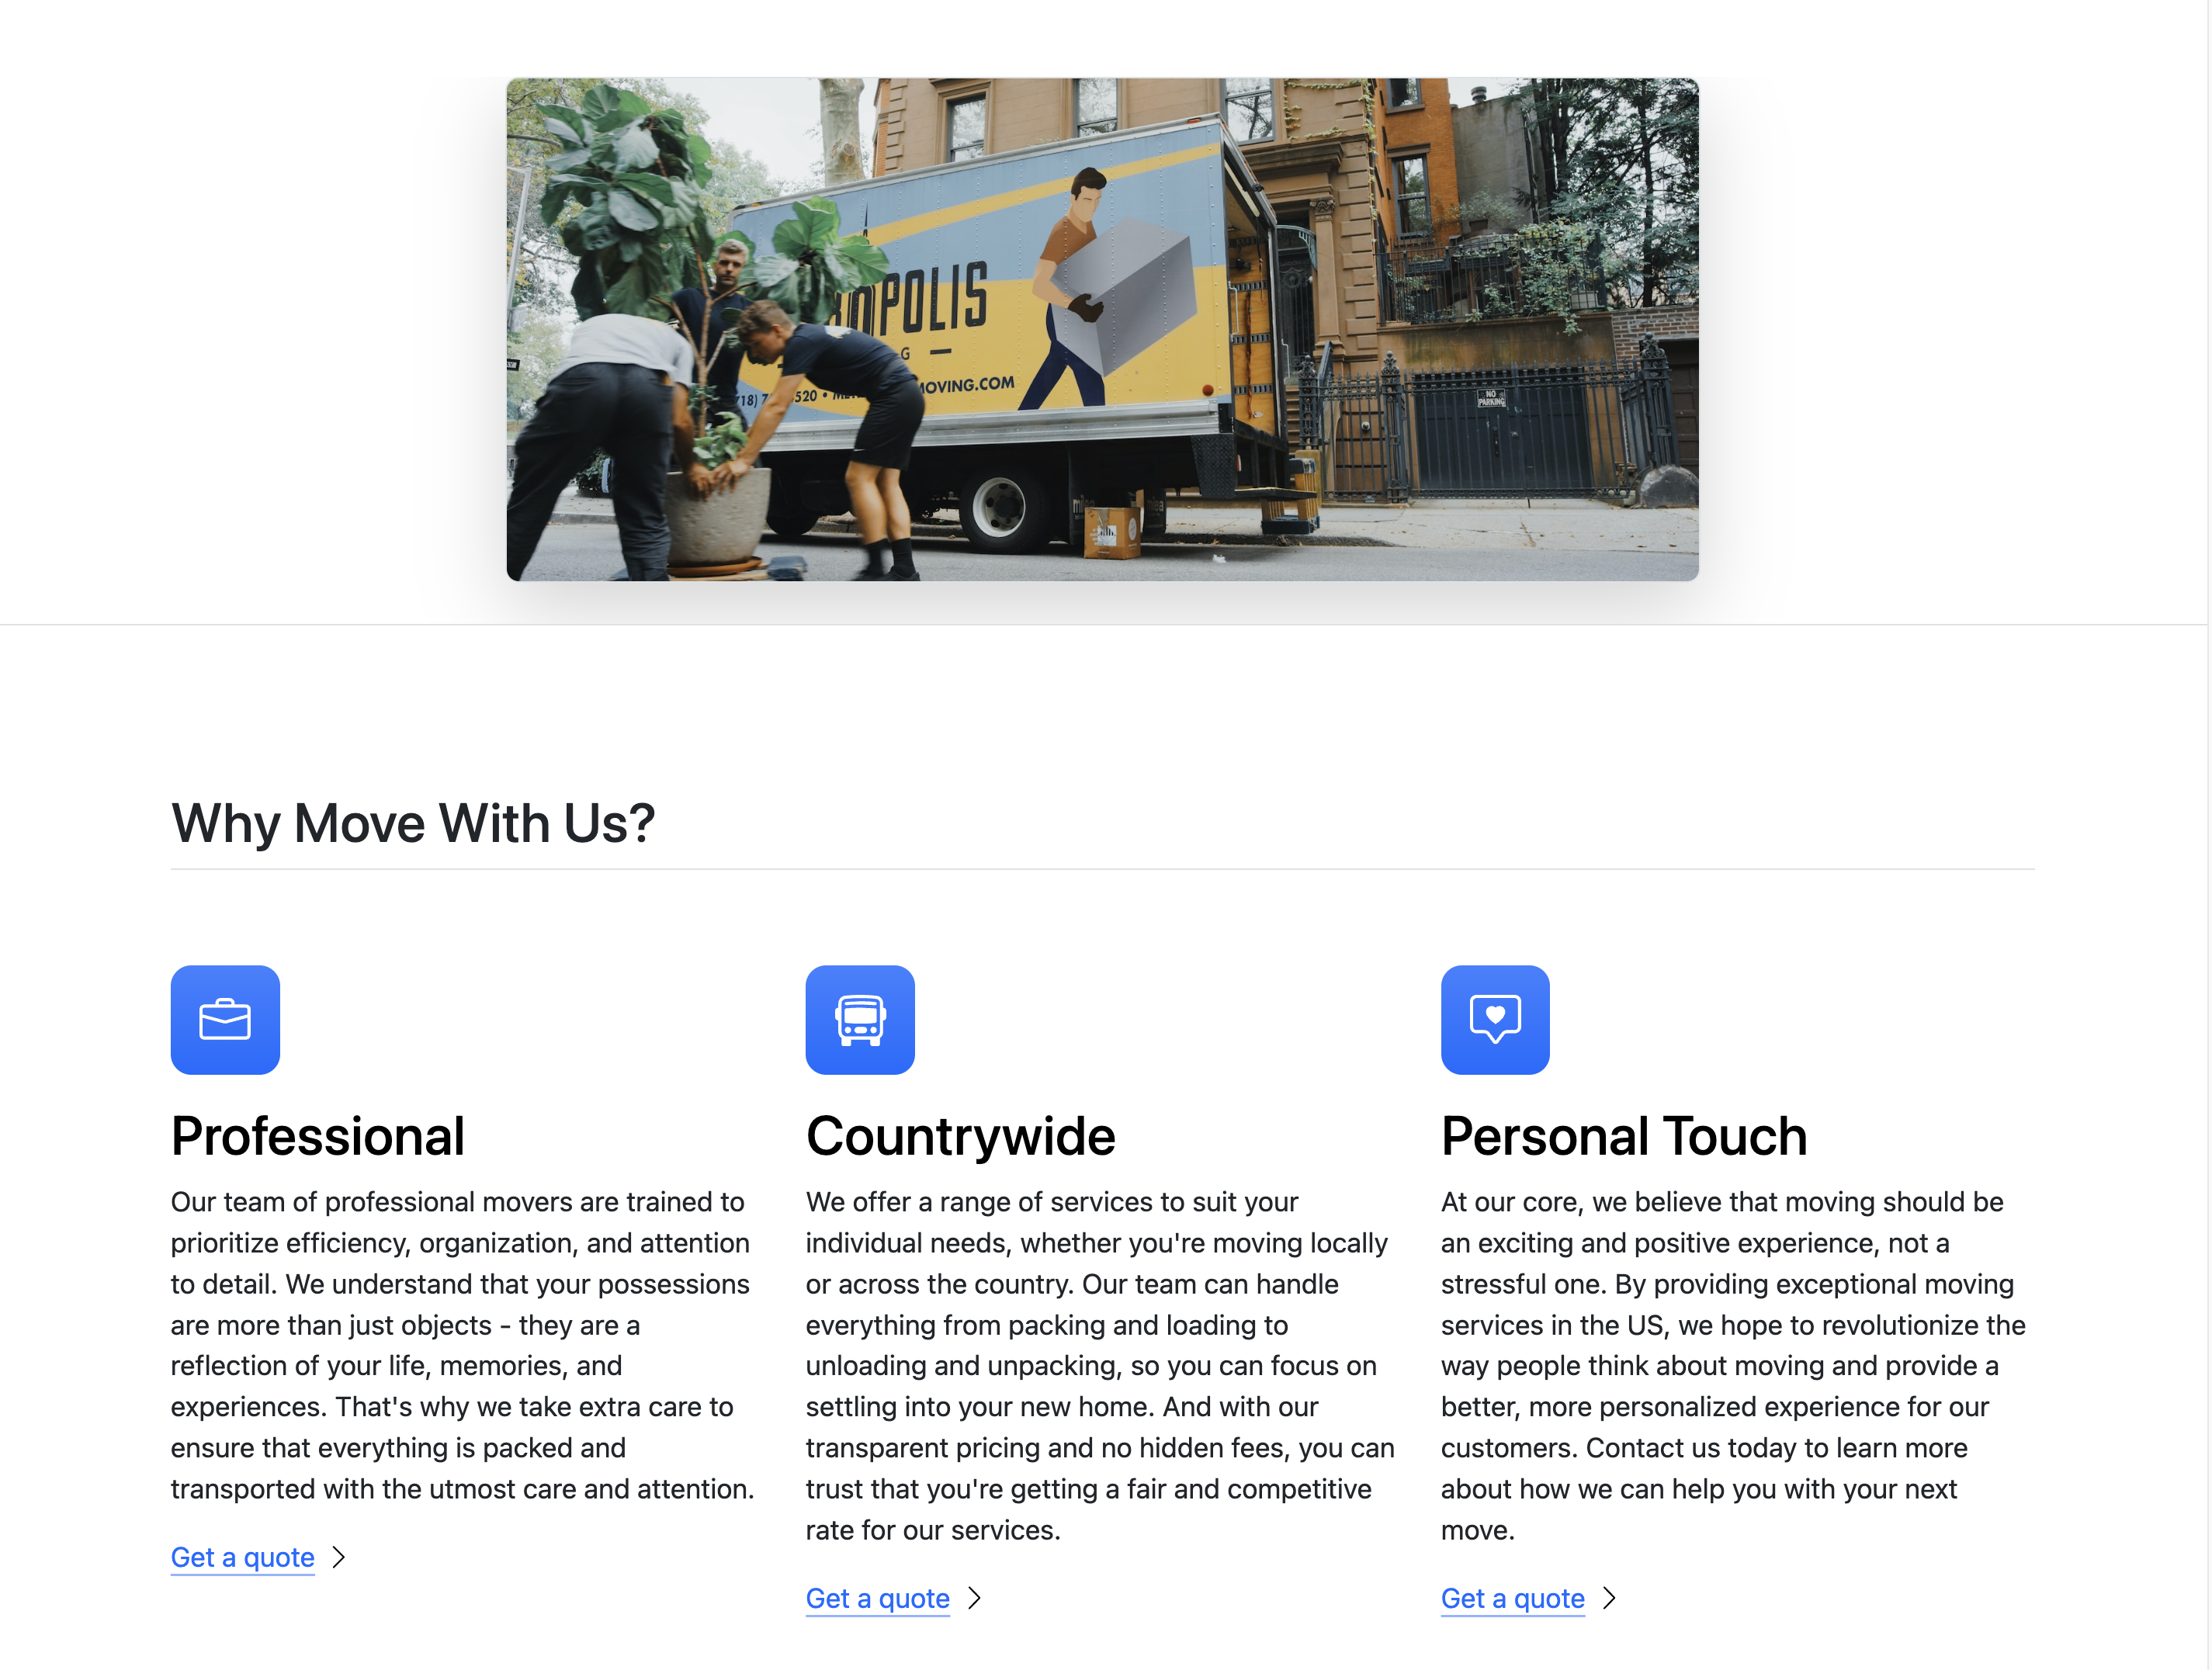 POLIS
G —
520 • M
MOVING.COM
NO
PARKING
Why Move With Us?
Professional
Our team of professional movers are trained to
prioritize efficiency, organization, and attention
to detail. We understand that your possessions
are more than just objects - they are a
reflection of your life, memories, and
experiences. That's why we take extra care to
ensure that everything is packed and
transported with the utmost care and attention.
Get a quote
Countrywide
We offer a range of services to suit your
individual needs, whether you're moving locally
or across the country. Our team can handle
everything from packing and loading to
unloading and unpacking, so you can focus on
settling into your new home. And with our
transparent pricing and no hidden fees, you can
trust that you're getting a fair and competitive
rate for our services.
Get a quote
Personal Touch
At our core, we believe that moving should be
an exciting and positive experience, not a
stressful one. By providing exceptional moving
services in the US, we hope to revolutionize the
way people think about moving and provide a
better, more personalized experience for our
customers. Contact us today to learn more
about how we can help you with your next
move.
Get a quote